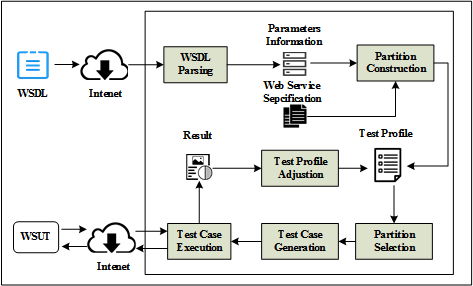 Parameters
Information
WSDL
Parsing
Partition
Construction
WSDL
Intenet
Web Service
Sepcification
Result
Test Profile
Test Profile
Adjustion
WSUT
Intenet
Test Case
Execution
Test Case
Generation
Partition
Selection